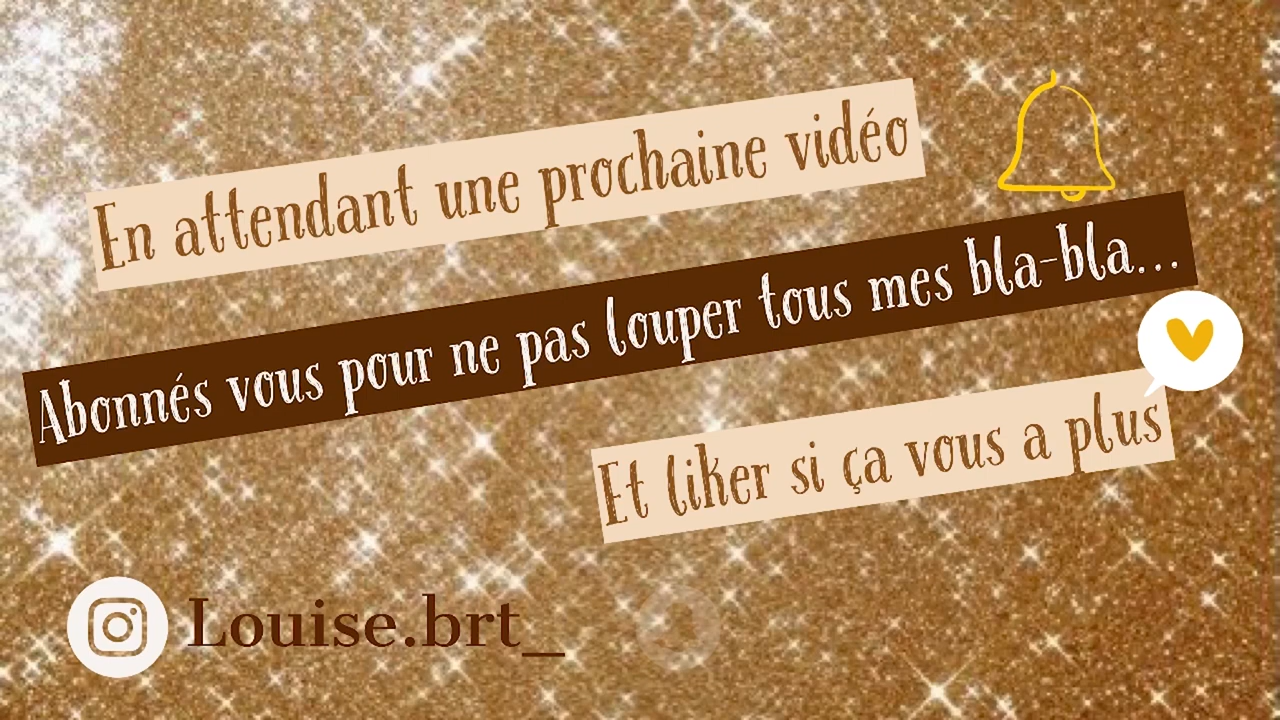 En attendant une prochaine vidéo
Abonnés vous pour ne pas louper tous mes bla-bla...
Et liker si ça vous a plus
Louise.brt_